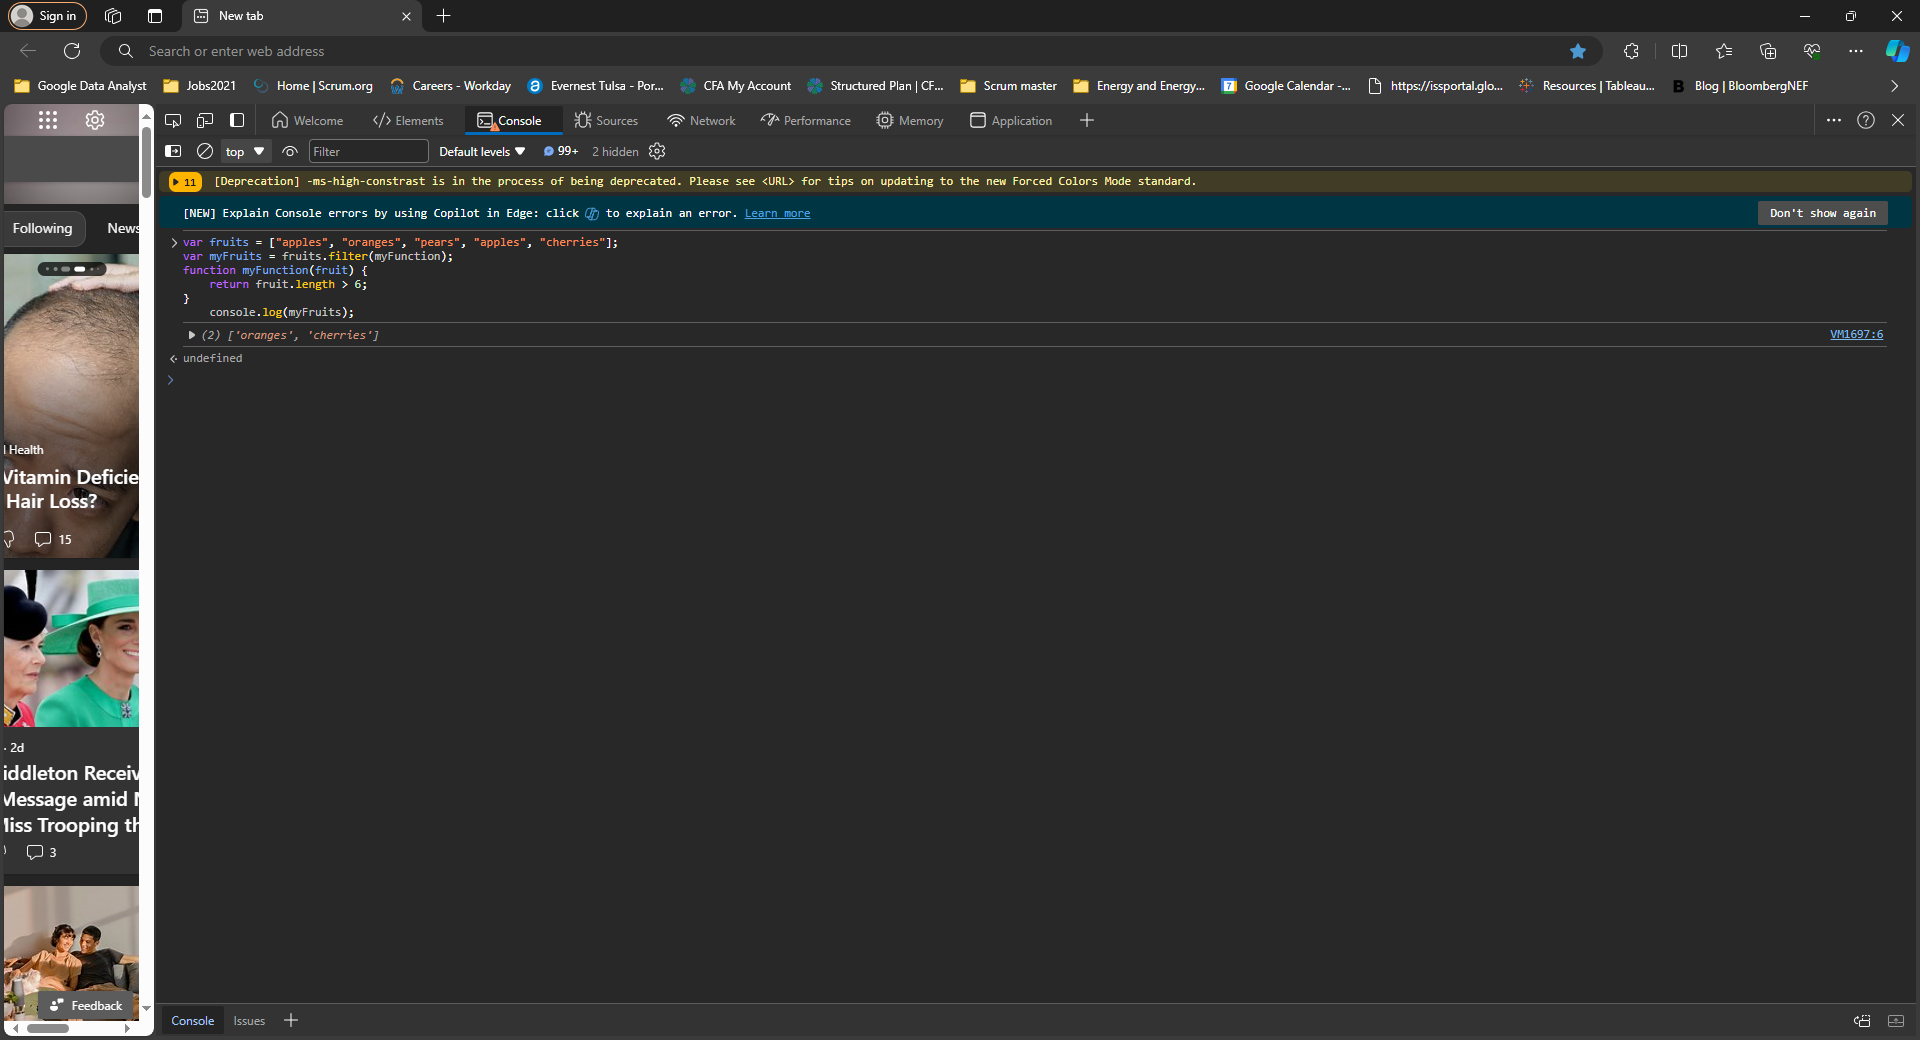 Sign in
New tab
Search or enter web address
Google Data Analyst Jobs2021 Home | Scrum.org Careers - Workday Evernest Tulsa - Por... CFA My Account Structured Plan | CF... Scrum master Energy and Energy... Google Calendar -... https://issportal.glo... Resources | Tableau... Blog | BloombergNEF
Welcome Elements Console Sources Network Performance Memory Application
top Filter Default levels 99+ 2 hidden
11 [Deprecation] -ms-high-constrast is in the process of being deprecated. Please see <URL> for tips on updating to the new Forced Colors Mode standard.
[NEW] Explain Console errors by using Copilot in Edge: click to explain an error. Learn more Don't show again
var fruits = ["apples", "oranges", "pears", "apples", "cherries"];
var myFruits = fruits.filter(myFunction);
function myFunction(fruit) {
return fruit.length > 6;
}
console.log(myFruits);
(2) ['oranges', 'cherries'] VM1697:6
undefined
Following News
l Health
Vitamin Deficie
Hair Loss?
15
· 2d
iddleton Receiv
Message amid
Miss Trooping th
3
Feedback
Console Issues